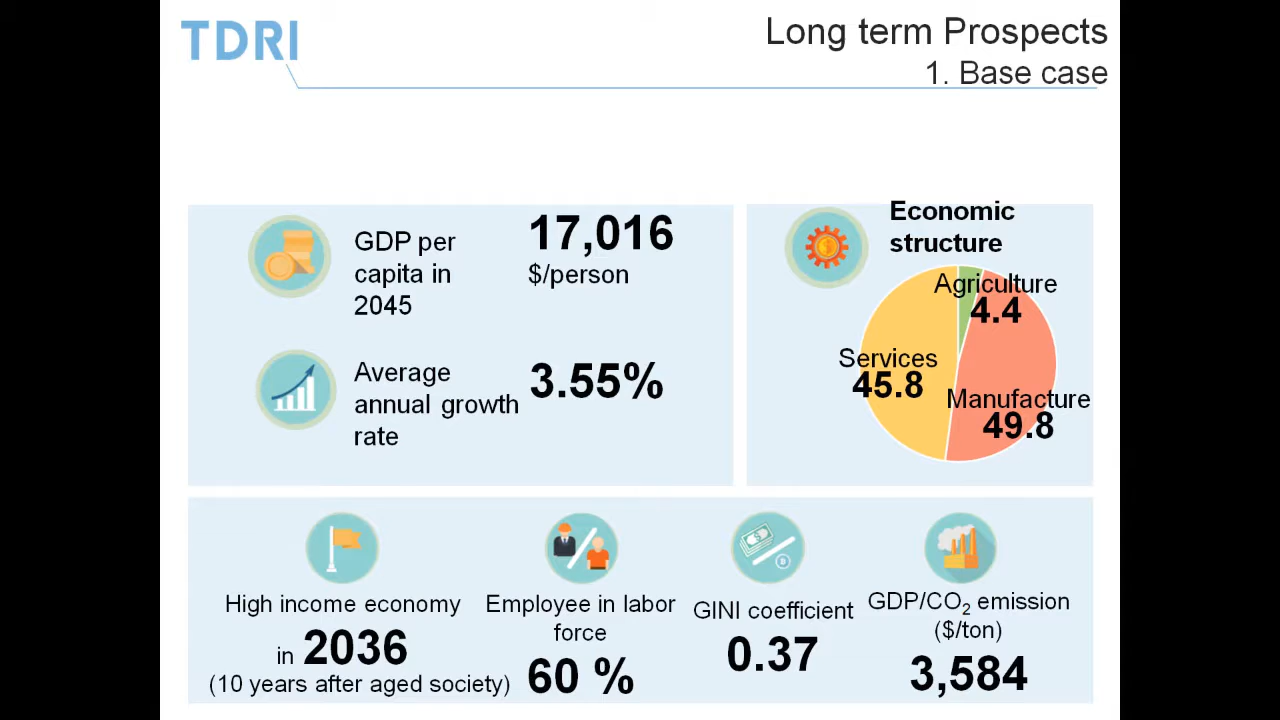 TDRI
Long term Prospects
1. Base case
GDP per
capita in
2045
17,016
$/person
Average
annual growth
rate
3.55%
Economic
structure
Agriculture
4.4
Services
45.8
Manufacture
49.8
High income economy
in 2036
(10 years after aged society)
Employee in labor
force
60 %
GINI coefficient
0.37
GDP/CO₂ emission
($/ton)
3,584